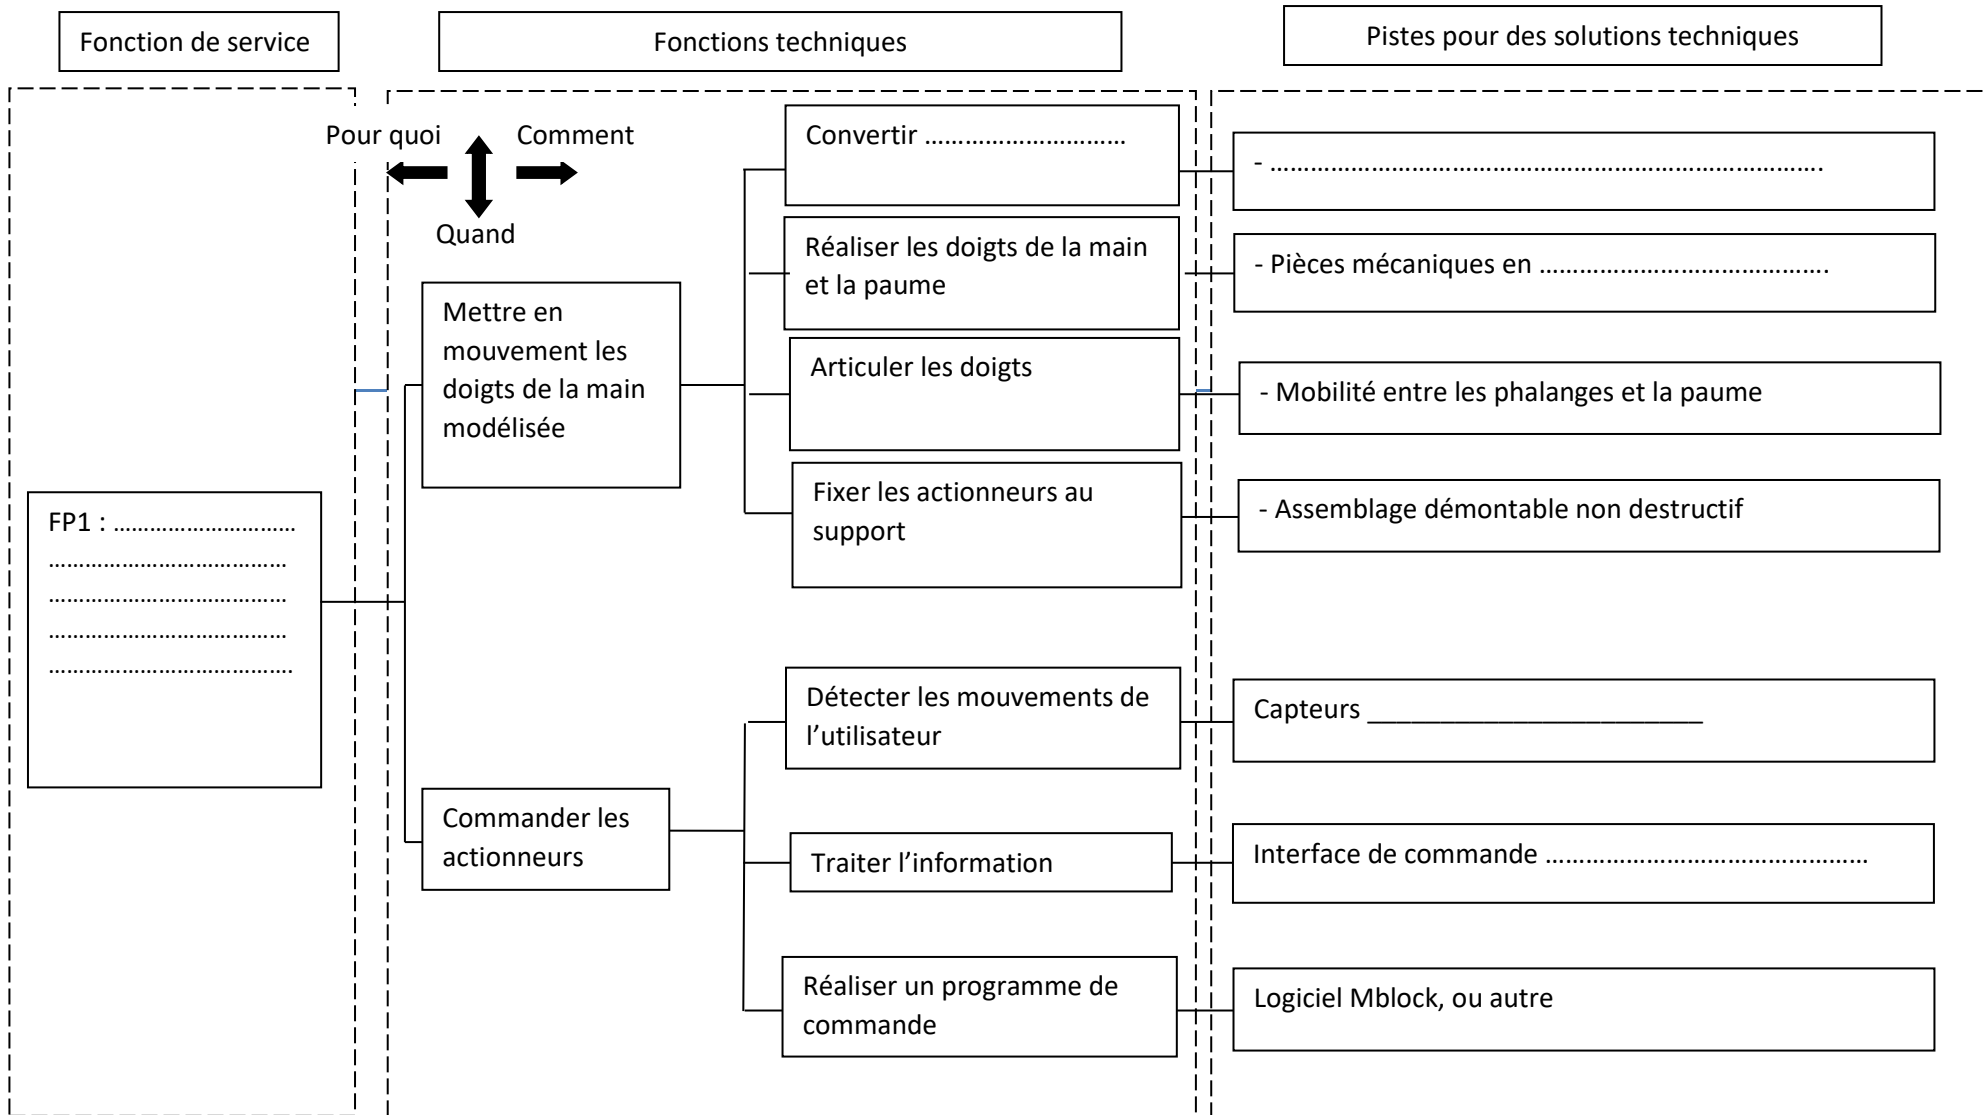 Fonction de service
Fonctions techniques
Pistes pour des solutions techniques
Pour quoi
Comment
Quand
Convertir ...........................
- ..........................................................................
Réaliser les doigts de la main
et la paume
- Pièces mécaniques en .......................................
Mettre en
mouvement les
doigts de la main
modélisée
Articuler les doigts
- Mobilité entre les phalanges et la paume
Fixer les actionneurs au
support
- Assemblage démontable non destructif
FP1 : ...........................
...................................
...................................
...................................
....................................
Détecter les mouvements de
l’utilisateur
Capteurs ________________________
Commander les
actionneurs
Traiter l’information
Interface de commande ...........................................
Réaliser un programme de
commande
Logiciel Mblock, ou autre